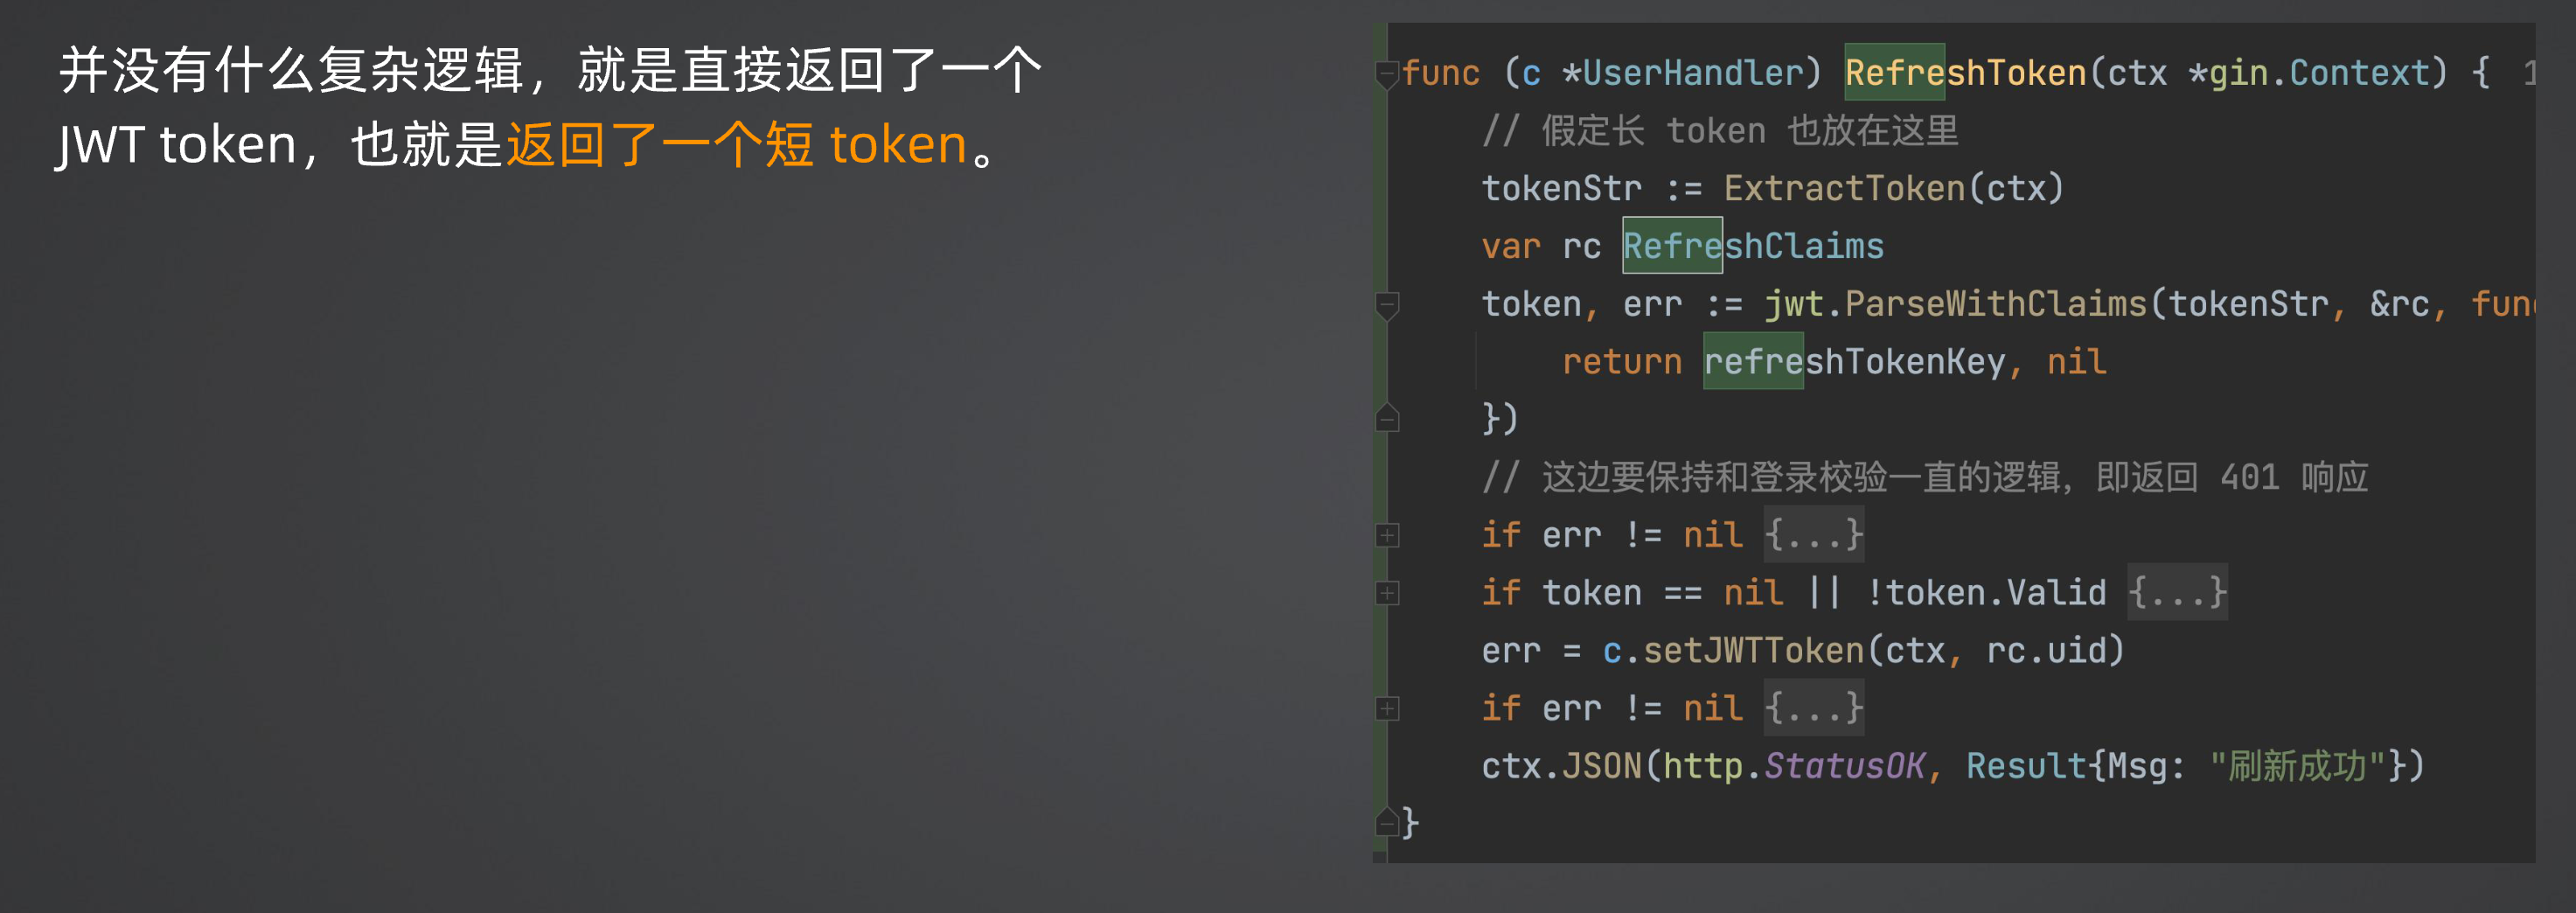 并没有什么复杂逻辑，就是直接返回了一个
JWT token，也就是返回了一个短 token。
func (c *UserHandler) RefreshToken(ctx *gin.Context) { 1
// 假定长 token 也放在这里
tokenStr := ExtractToken(ctx)
var rc RefreshClaims
token, err := jwt.ParseWithClaims(tokenStr, &rc, func
return refreshTokenKey, nil
})
// 这边要保持和登录校验一直的逻辑，即返回 401 响应
if err != nil {...}
if token == nil || !token.Valid {...}
err = c.setJWTToken(ctx, rc.uid)
if err != nil {...}
ctx.JSON(http.StatusOK, Result{Msg: "刷新成功"})
}